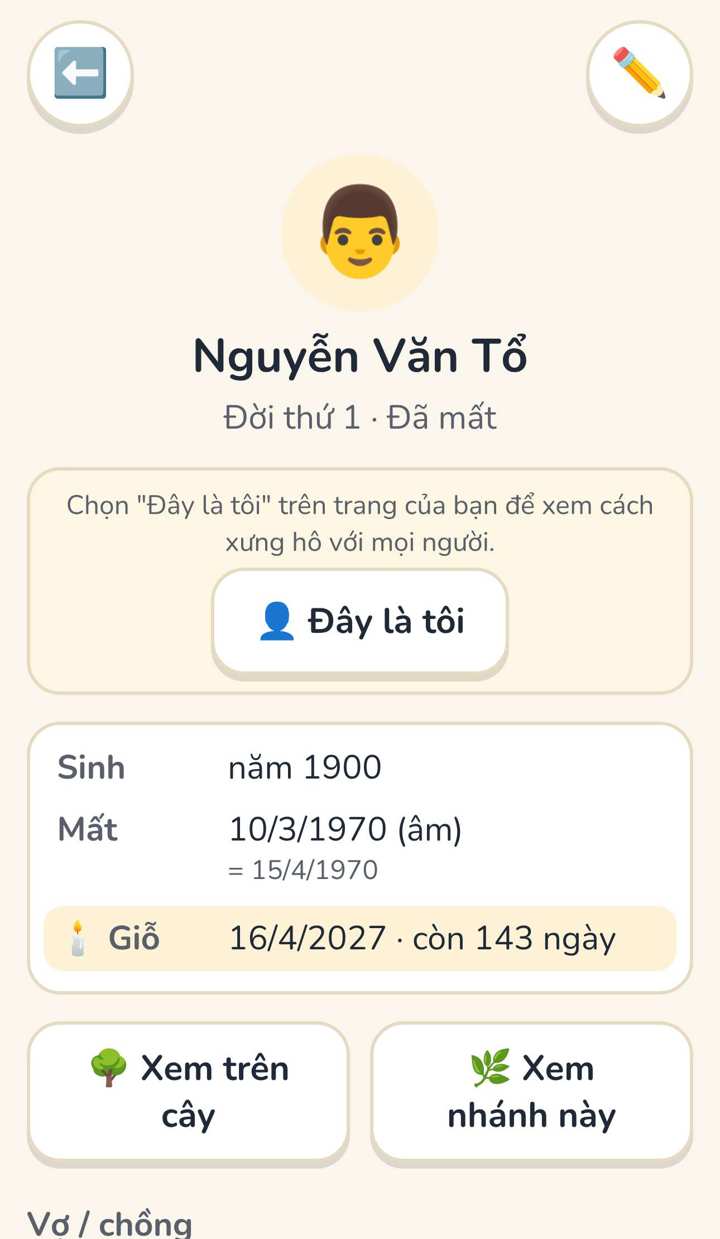 Nguyễn Văn Tổ
Đời thứ 1 · Đã mất
Chọn "Đây là tôi" trên trang của bạn để xem cách
xưng hô với mọi người.
Đây là tôi
Sinh năm 1900
Mất 10/3/1970 (âm)
= 15/4/1970
Giỗ 16/4/2027 · còn 143 ngày
Xem trên
cây
Xem
nhánh này
Vợ / chồng